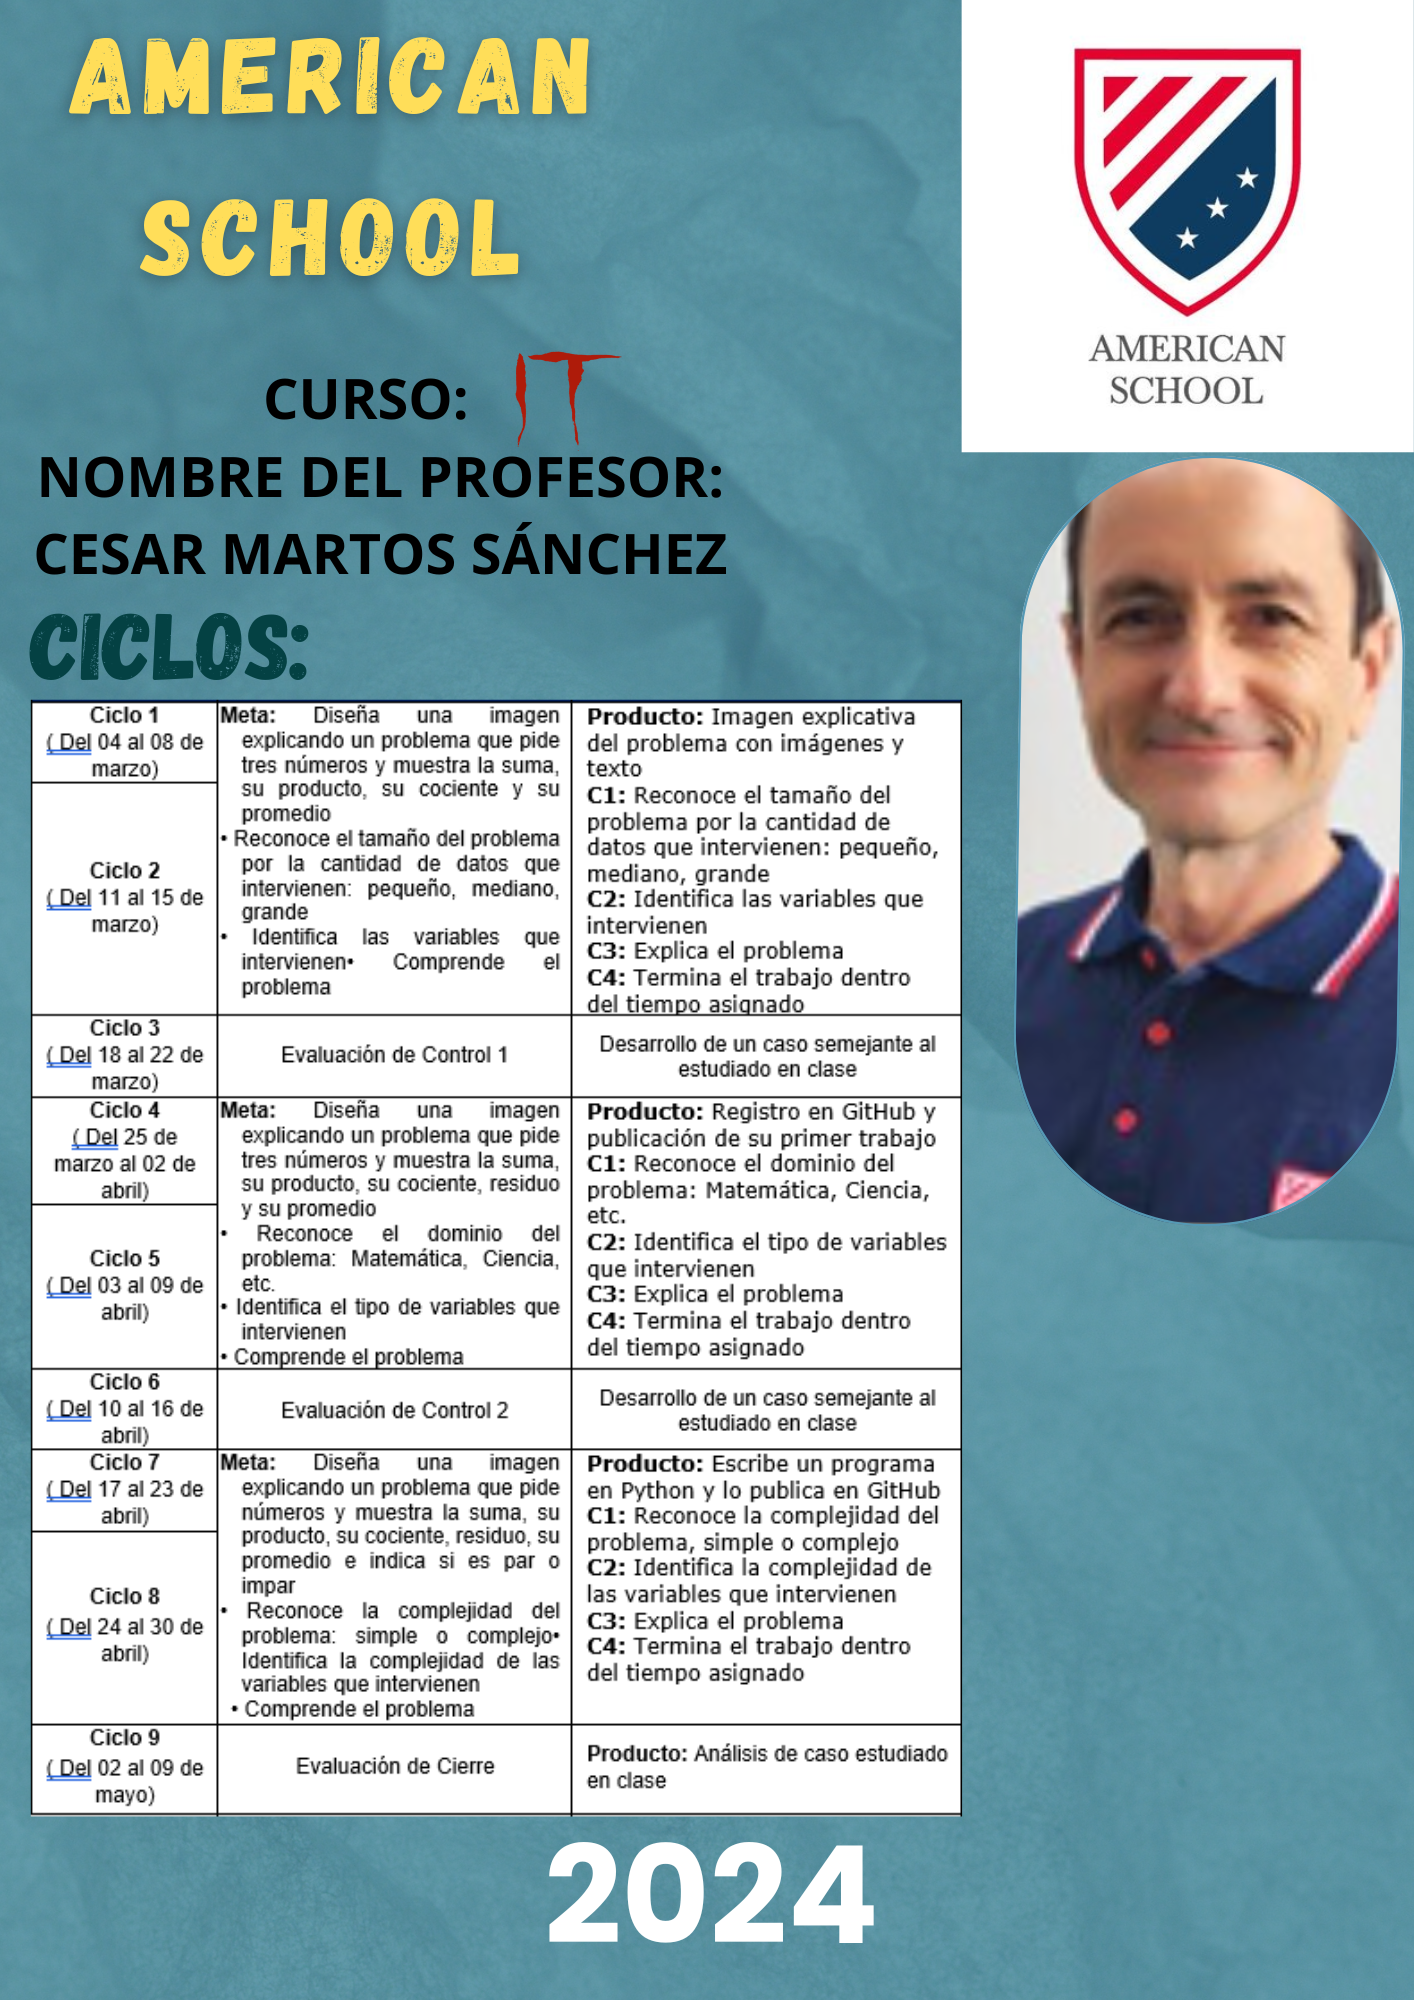 AMERICAN
SCHOOL
AMERICAN
SCHOOL
CURSO: IT
NOMBRE DEL PROFESOR:
CESAR MARTOS SÁNCHEZ
CICLOS:
Ciclo 1
( Del 04 al 08 de
marzo)
Ciclo 2
( Del 11 al 15 de
marzo)
Meta: Diseña una imagen
explicando un problema que pide
tres números y muestra la suma,
su producto, su cociente y su
promedio
• Reconoce el tamaño del problema
por la cantidad de datos que
intervienen: pequeño, mediano,
grande
• Identifica las variables que
intervienen• Comprende el
problema
Producto: Imagen explicativa
del problema con imágenes y
texto
C1: Reconoce el tamaño del
problema por la cantidad de
datos que intervienen: pequeño,
mediano, grande
C2: Identifica las variables que
intervienen
C3: Explica el problema
C4: Termina el trabajo dentro
del tiempo asignado
Ciclo 3
( Del 18 al 22 de
marzo)
Evaluación de Control 1
Desarrollo de un caso semejante al
estudiado en clase
Ciclo 4
( Del 25 de
marzo al 02 de
abril)
Ciclo 5
( Del 03 al 09 de
abril)
Meta: Diseña una imagen
explicando un problema que pide
tres números y muestra la suma,
su producto, su cociente, residuo
y su promedio
• Reconoce el dominio del
problema: Matemática, Ciencia,
etc.
• Identifica el tipo de variables que
intervienen
• Comprende el problema
Producto: Registro en GitHub y
publicación de su primer trabajo
C1: Reconoce el dominio del
problema: Matemática, Ciencia,
etc.
C2: Identifica el tipo de variables
que intervienen
C3: Explica el problema
C4: Termina el trabajo dentro
del tiempo asignado
Ciclo 6
( Del 10 al 16 de
abril)
Evaluación de Control 2
Desarrollo de un caso semejante al
estudiado en clase
Ciclo 7
( Del 17 al 23 de
abril)
Ciclo 8
( Del 24 al 30 de
abril)
Meta: Diseña una imagen
explicando un problema que pide
números y muestra la suma, su
producto, su cociente, residuo, su
promedio e indica si es par o
impar
• Reconoce la complejidad del
problema: simple o complejo•
Identifica la complejidad de las
variables que intervienen
• Comprende el problema
Producto: Escribe un programa
en Python y lo publica en GitHub
C1: Reconoce la complejidad del
problema, simple o complejo
C2: Identifica la complejidad de
las variables que intervienen
C3: Explica el problema
C4: Termina el trabajo dentro
del tiempo asignado
Ciclo 9
( Del 02 al 09 de
mayo)
Evaluación de Cierre
Producto: Análisis de caso estudiado
en clase
2024